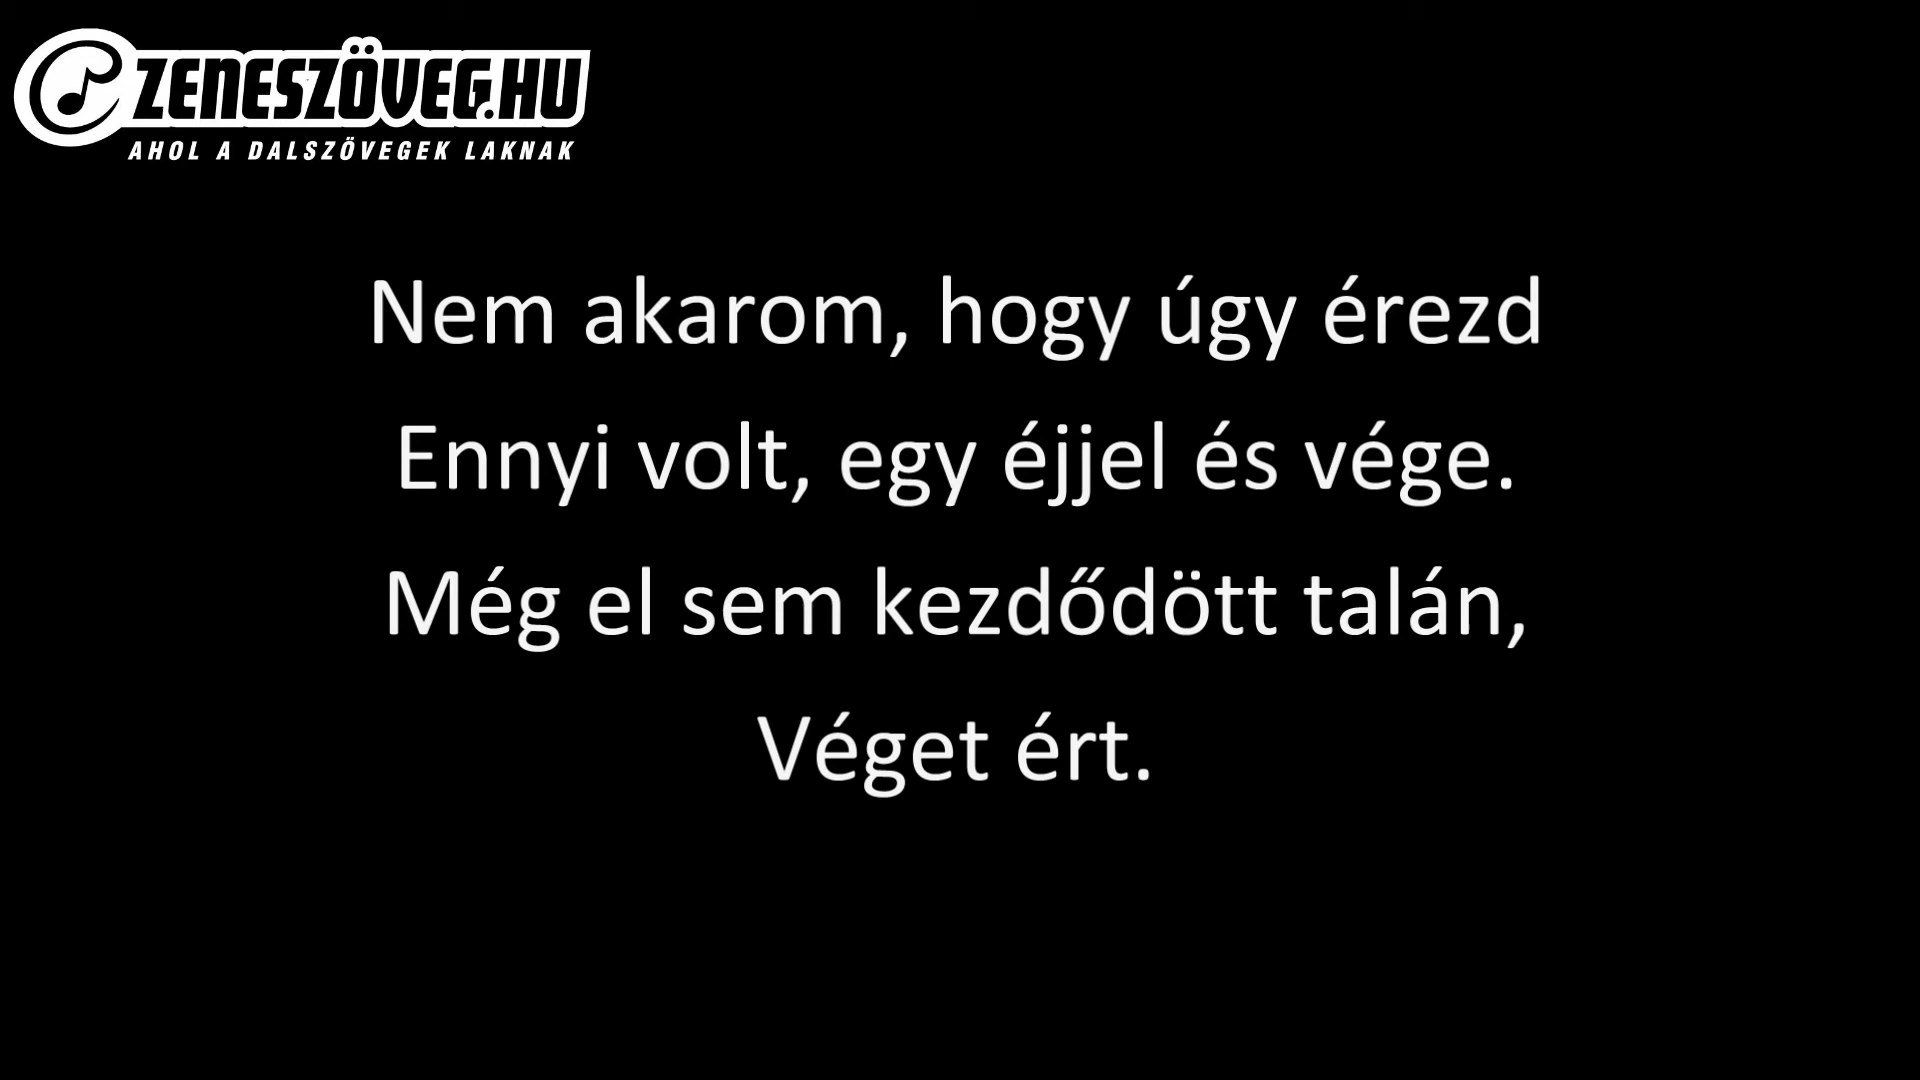 ZENESZÖVEG.HU
AHOL A DALSZÖVEGEK LAKNAK
Nem akarom, hogy úgy érezd
Ennyi volt, egy éjjel és vége.
Még el sem kezdődött talán,
Véget ért.